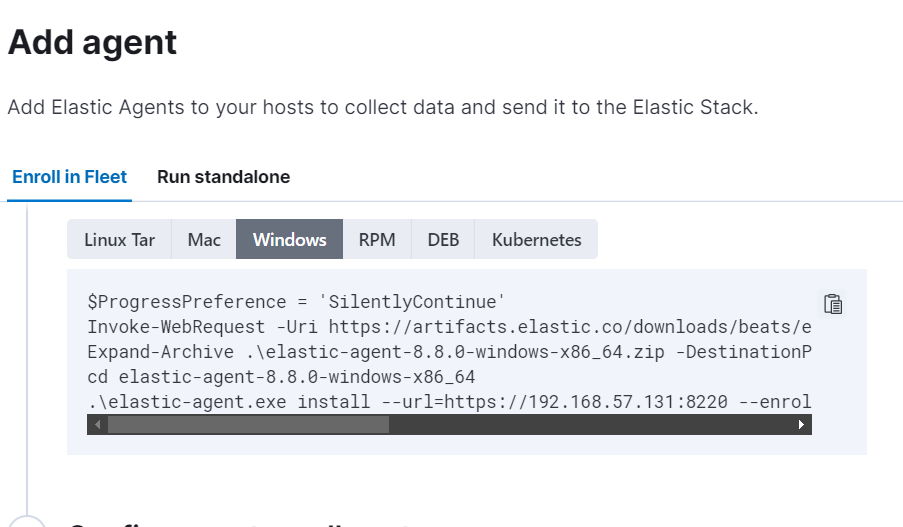 Add agent
Add Elastic Agents to your hosts to collect data and send it to the Elastic Stack.
Enroll in Fleet Run standalone
Linux Tar Mac Windows RPM DEB Kubernetes
$ProgressPreference = 'SilentlyContinue'
Invoke-WebRequest -Uri https://artifacts.elastic.co/downloads/beats/e
Expand-Archive .\elastic-agent-8.8.0-windows-x86_64.zip -DestinationP
cd elastic-agent-8.8.0-windows-x86_64
.\elastic-agent.exe install --url=https://192.168.57.131:8220 --enrol